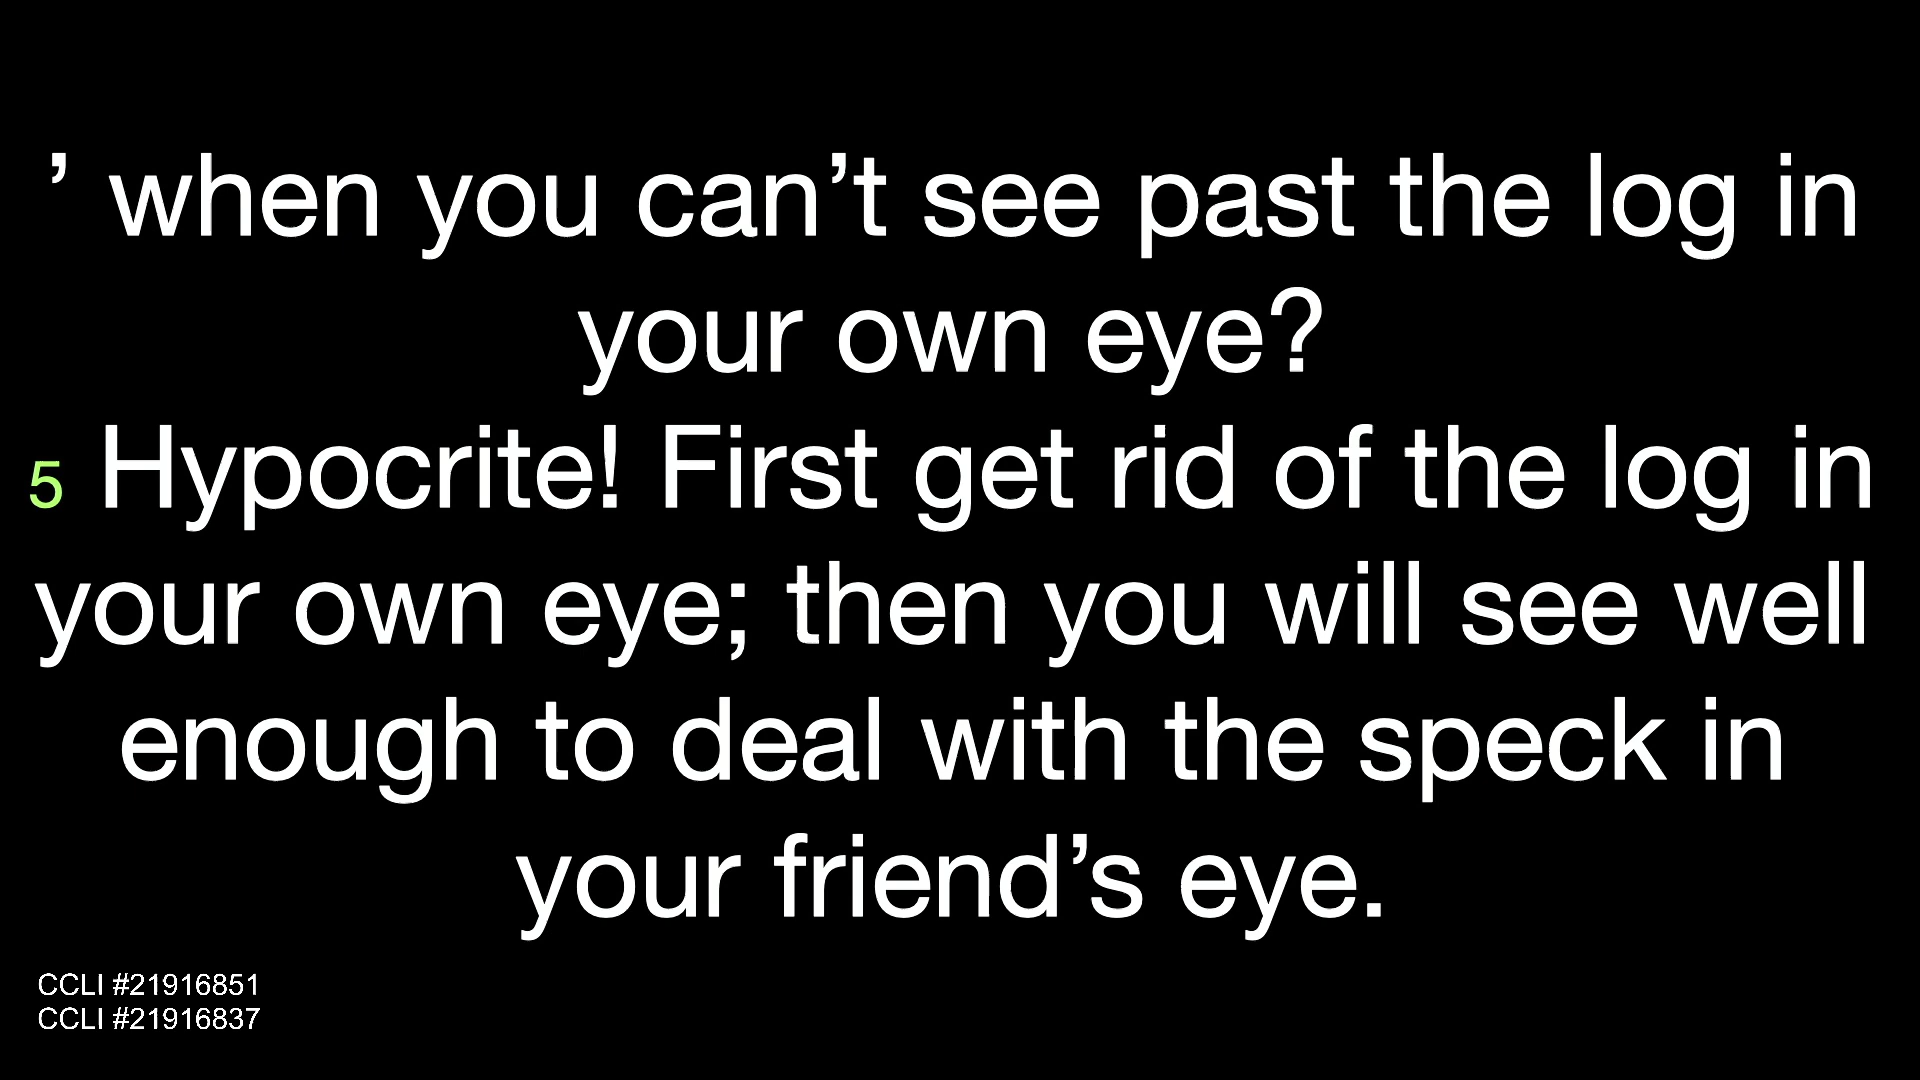 ’ when you can’t see past the log in
your own eye?
5 Hypocrite! First get rid of the log in
your own eye; then you will see well
enough to deal with the speck in
your friend’s eye.
CCLI #21916851
CCLI #21916837